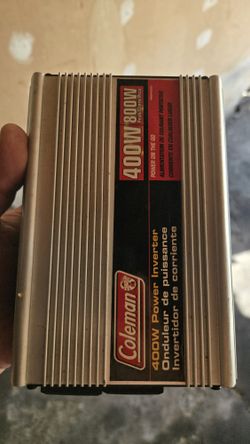 400W/800W
POWER ON THE GO
Coleman
400W Power Inverter
Onduleur de puissance
Invertidor de corriente